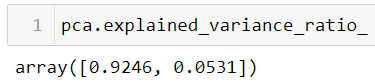 1 pca.explained_variance_ratio_
array([0.9246, 0.0531])